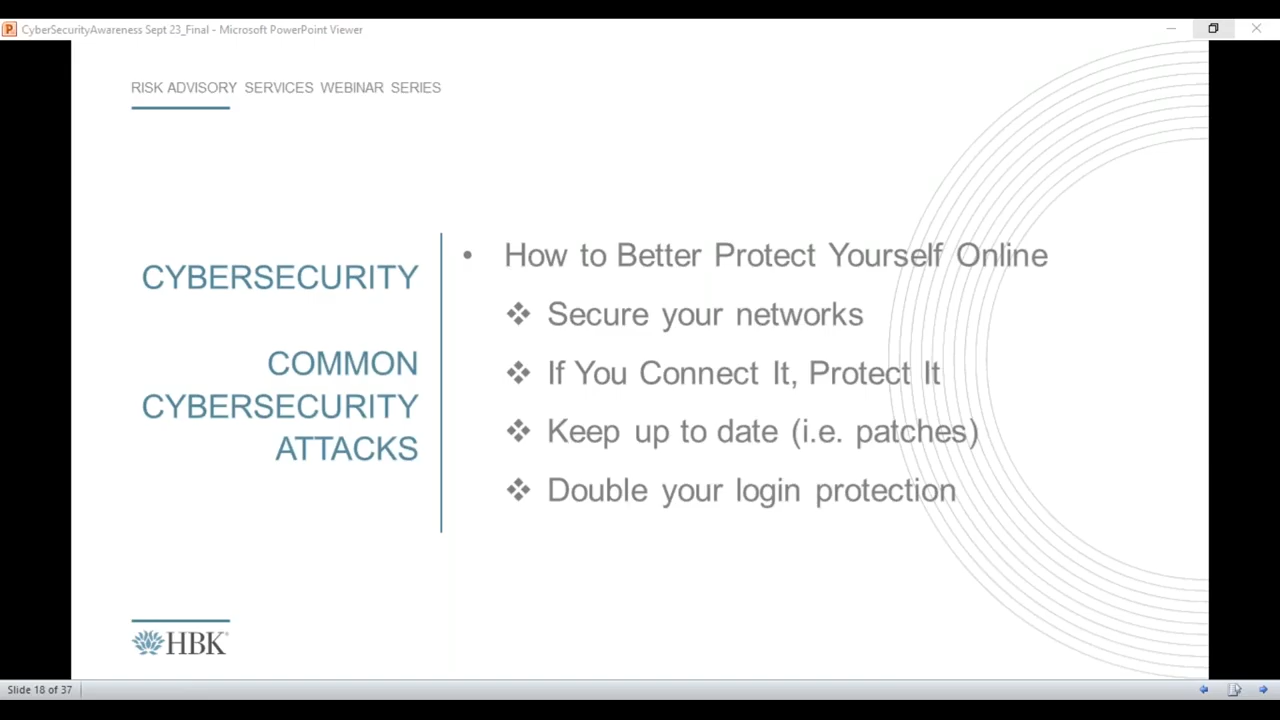 CyberSecurityAwareness Sept 23_Final - Microsoft PowerPoint Viewer
RISK ADVISORY SERVICES WEBINAR SERIES
CYBERSECURITY
COMMON
CYBERSECURITY
ATTACKS
• How to Better Protect Yourself Online
❖ Secure your networks
❖ If You Connect It, Protect It
❖ Keep up to date (i.e. patches)
❖ Double your login protection
HBK
Slide 18 of 37